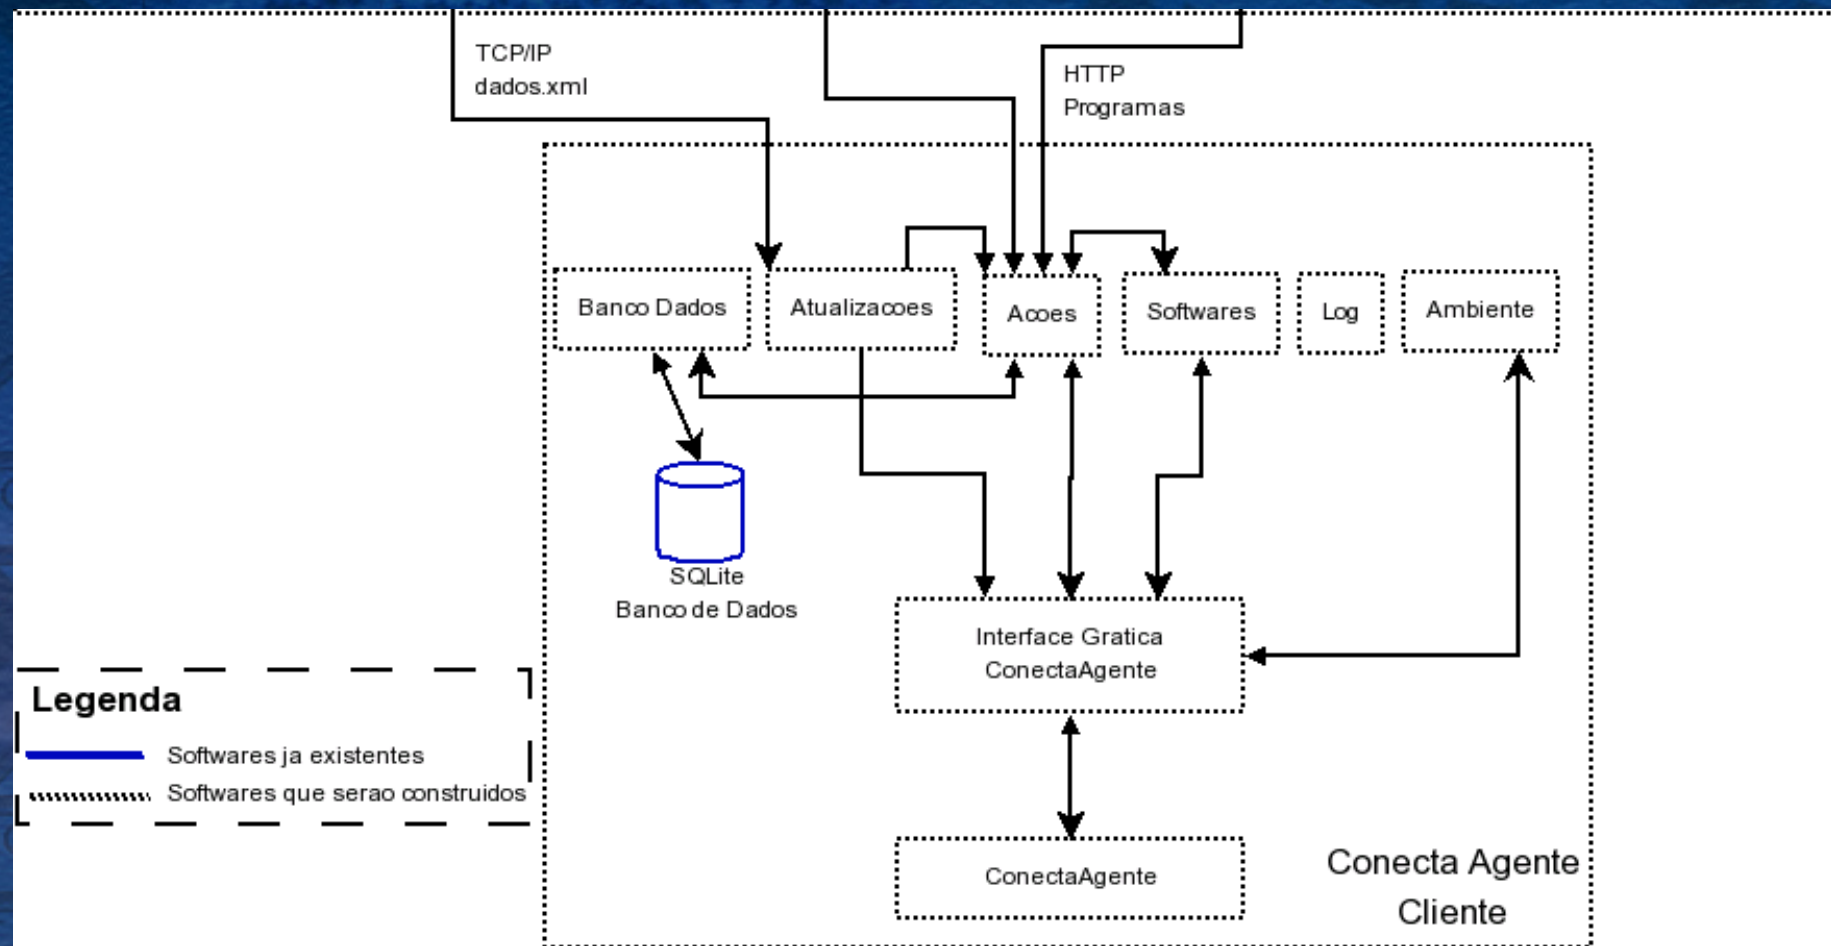 TCP/IP
dados.xml
HTTP
Programas
Banco Dados
Atualizacoes
Acoes
Softwares
Log
Ambiente
SQLite
Banco de Dados
Interface Gratica
ConectaAgente
Legenda
Softwares ja existentes
Softwares que serao construidos
ConectaAgente
Conecta Agente
Cliente